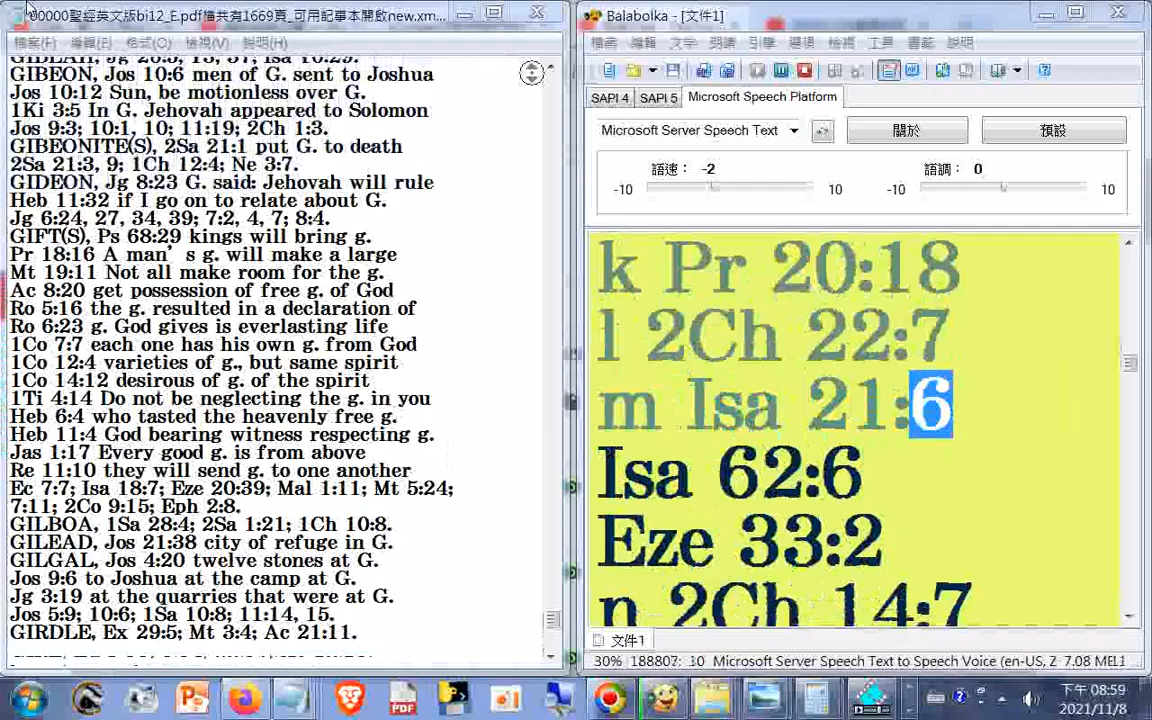 00000聖經英文版bi12_E.pdf檔共有1669頁_可用記事本開啟new.xm...
檔案(F) 編輯(E) 格式(O) 檢視(V) 說明(H)
GIBEON, Jos 10:6 men of G. sent to Joshua
Jos 10:12 Sun, be motionless over G.
1Ki 3:5 In G. Jehovah appeared to Solomon
Jos 9:3; 10:1, 10; 11:19; 2Ch 1:3.
GIBEONITE(S), 2Sa 21:1 put G. to death
2Sa 21:3, 9; 1Ch 12:4; Ne 3:7.
GIDEON, Jg 8:23 G. said: Jehovah will rule
Heb 11:32 if I go on to relate about G.
Jg 6:24, 27, 34, 39; 7:2, 4, 7; 8:4.
GIFT(S), Ps 68:29 kings will bring g.
Pr 18:16 A man's g. will make a large
Mt 19:11 Not all make room for the g.
Ac 8:20 get possession of free g. of God
Ro 5:16 the g. resulted in a declaration of
Ro 6:23 g. God gives is everlasting life
1Co 7:7 each one has his own g. from God
1Co 12:4 varieties of g., but same spirit
1Co 14:12 desirous of g. of the spirit
1Ti 4:14 Do not be neglecting the g. in you
Heb 6:4 who tasted the heavenly free g.
Heb 11:4 God bearing witness respecting g.
Jas 1:17 Every good g. is from above
Re 11:10 they will send g. to one another
Ec 7:7; Isa 18:7; Eze 20:39; Mal 1:11; Mt 5:24;
7:11; 2Co 9:15; Eph 2:8.
GILBOA, 1Sa 28:4; 2Sa 1:21; 1Ch 10:8.
GILEAD, Jos 21:38 city of refuge in G.
GILGAL, Jos 4:20 twelve stones at G.
Jos 9:6 to Joshua at the camp at G.
Jg 3:19 at the quarries that were at G.
Jos 5:9; 10:6; 1Sa 10:8; 11:14, 15.
GIRDLE, Ex 29:5; Mt 3:4; Ac 21:11.
Balabolka - [文件1]
檔案 編輯 文字 朗讀 引擎 選項 檢視 工具 書籤 說明
SAPI 4 SAPI 5 Microsoft Speech Platform
Microsoft Server Speech Text 關於 預設
語速: -2 語調: 0
-10 10 -10 10
k Pr 20:18
l 2Ch 22:7
m Isa 21:6
Isa 62:6
Eze 33:2
n 2Ch 14:7
文件1
30% 188807: 10 Microsoft Server Speech Text to Speech Voice (en-US, Z 7.08 ME
PDF
下午 08:59
2021/11/8